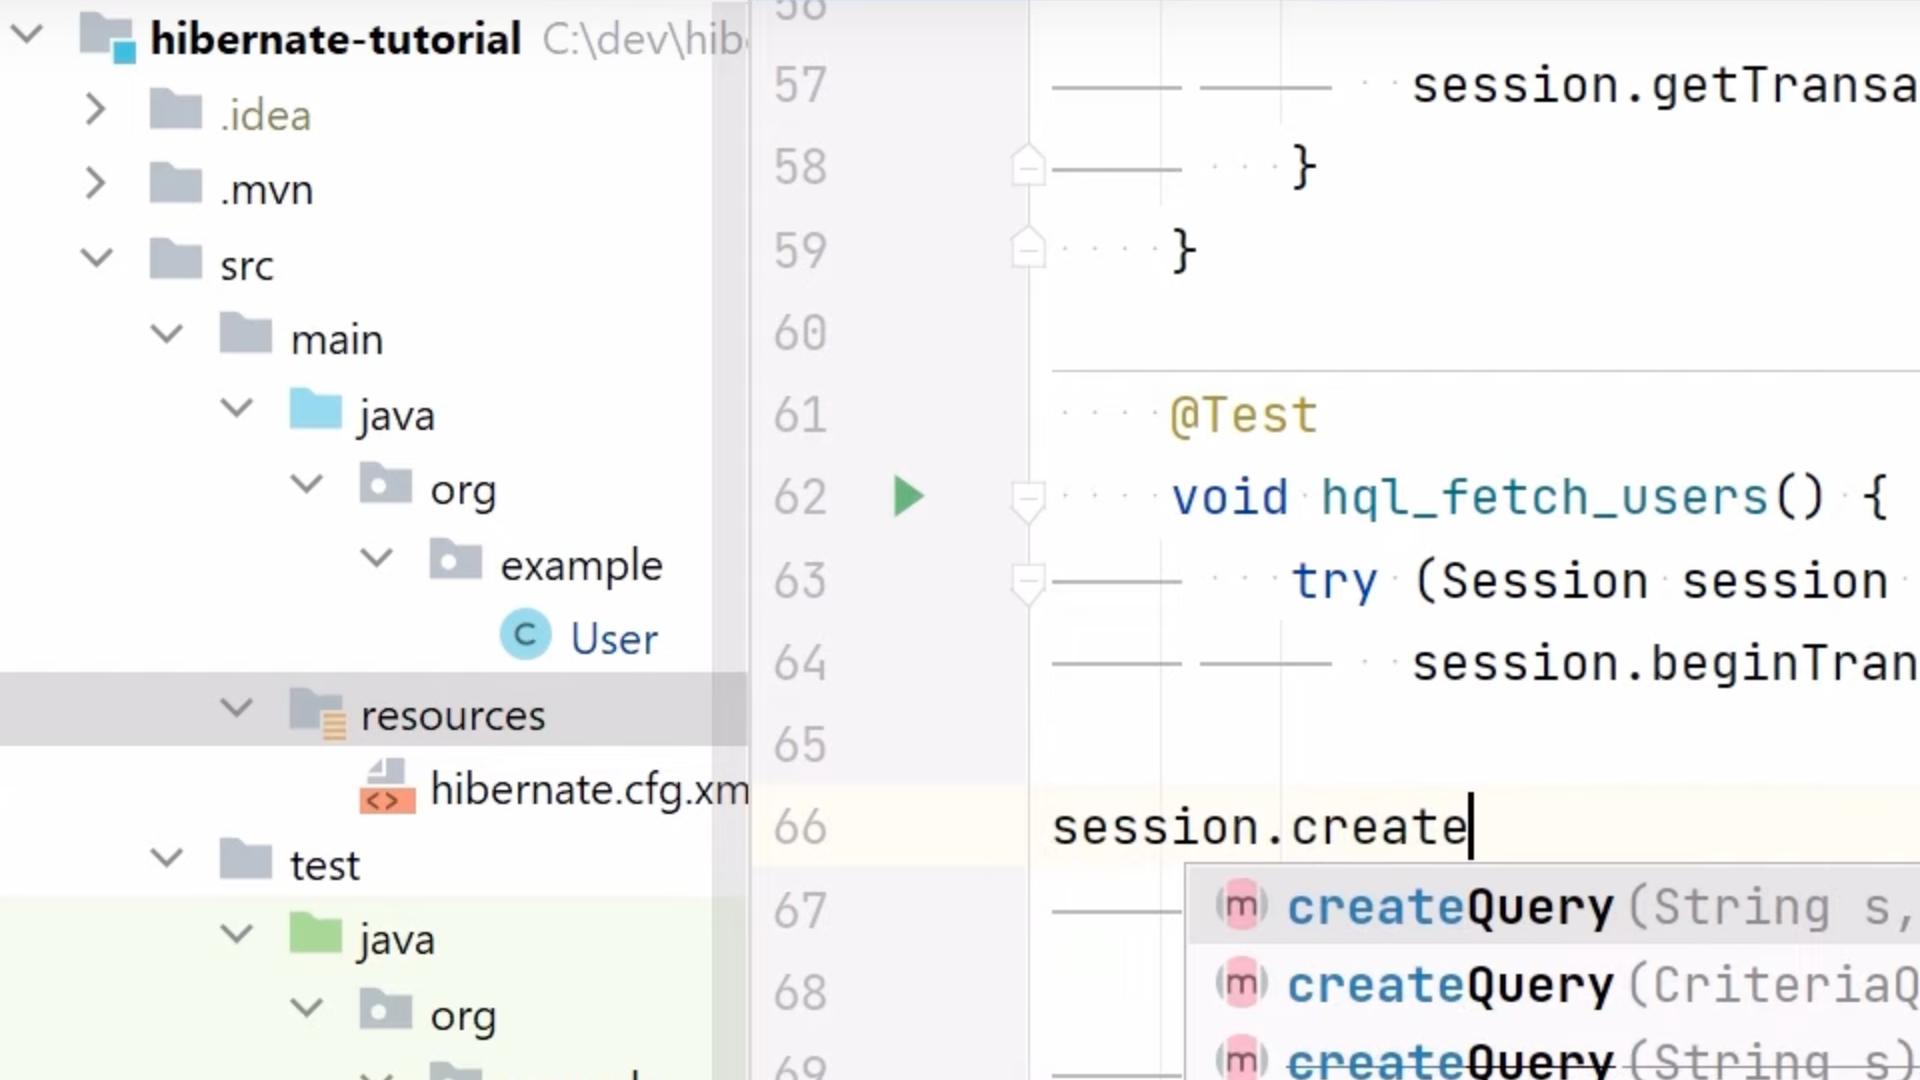 hibernate-tutorial C:\dev\hib
.idea
.mvn
src
main
java
org
example
C User
resources
hibernate.cfg.xm
test
java
org
56
57 session.getTransa
58 }
59 }
60
61 @Test
62 void hql_fetch_users() {
63 try (Session session
64 session.beginTran
65
66 session.create
67
68
69
m createQuery(String s,
m createQuery(CriteriaQ
m createQuery(String s)